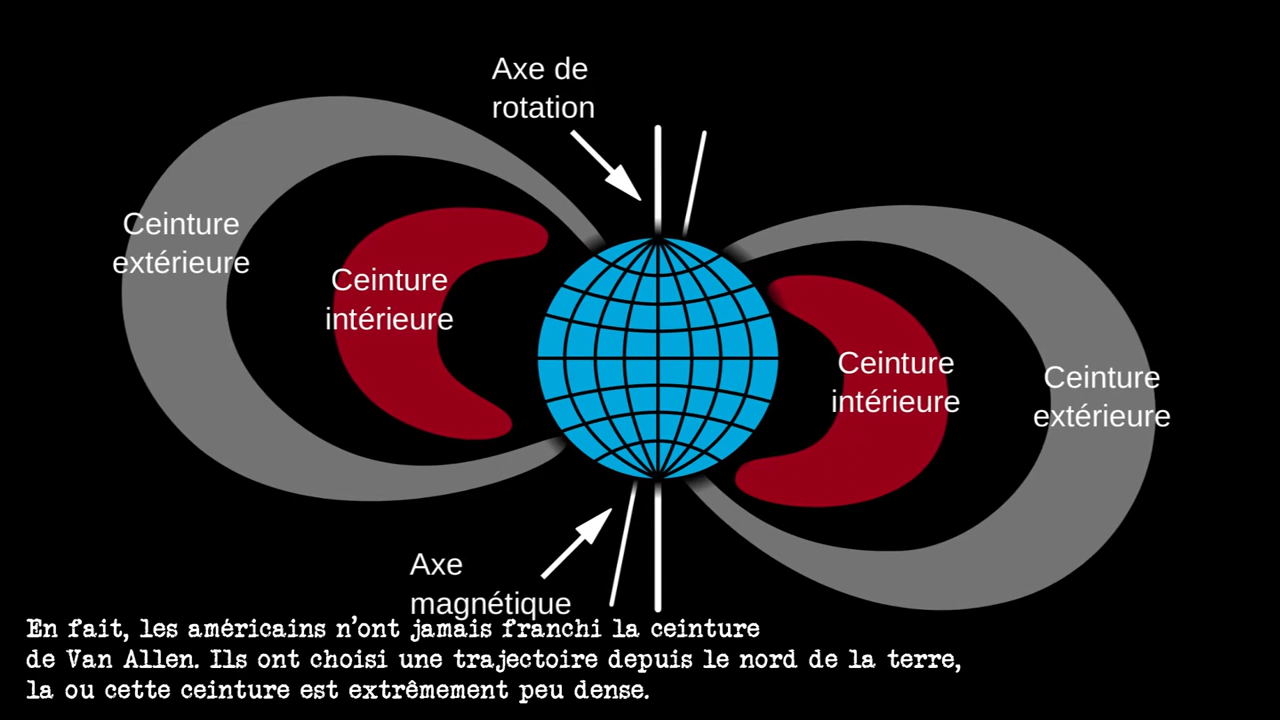 Axe de
rotation
Ceinture
extérieure
Ceinture
intérieure
Ceinture
intérieure
Ceinture
extérieure
Axe
magnétique
En fait, les américains n'ont jamais franchi la ceinture
de Van Allen. Ils ont choisi une trajectoire depuis le nord de la terre,
la ou cette ceinture est extrêmement peu dense.